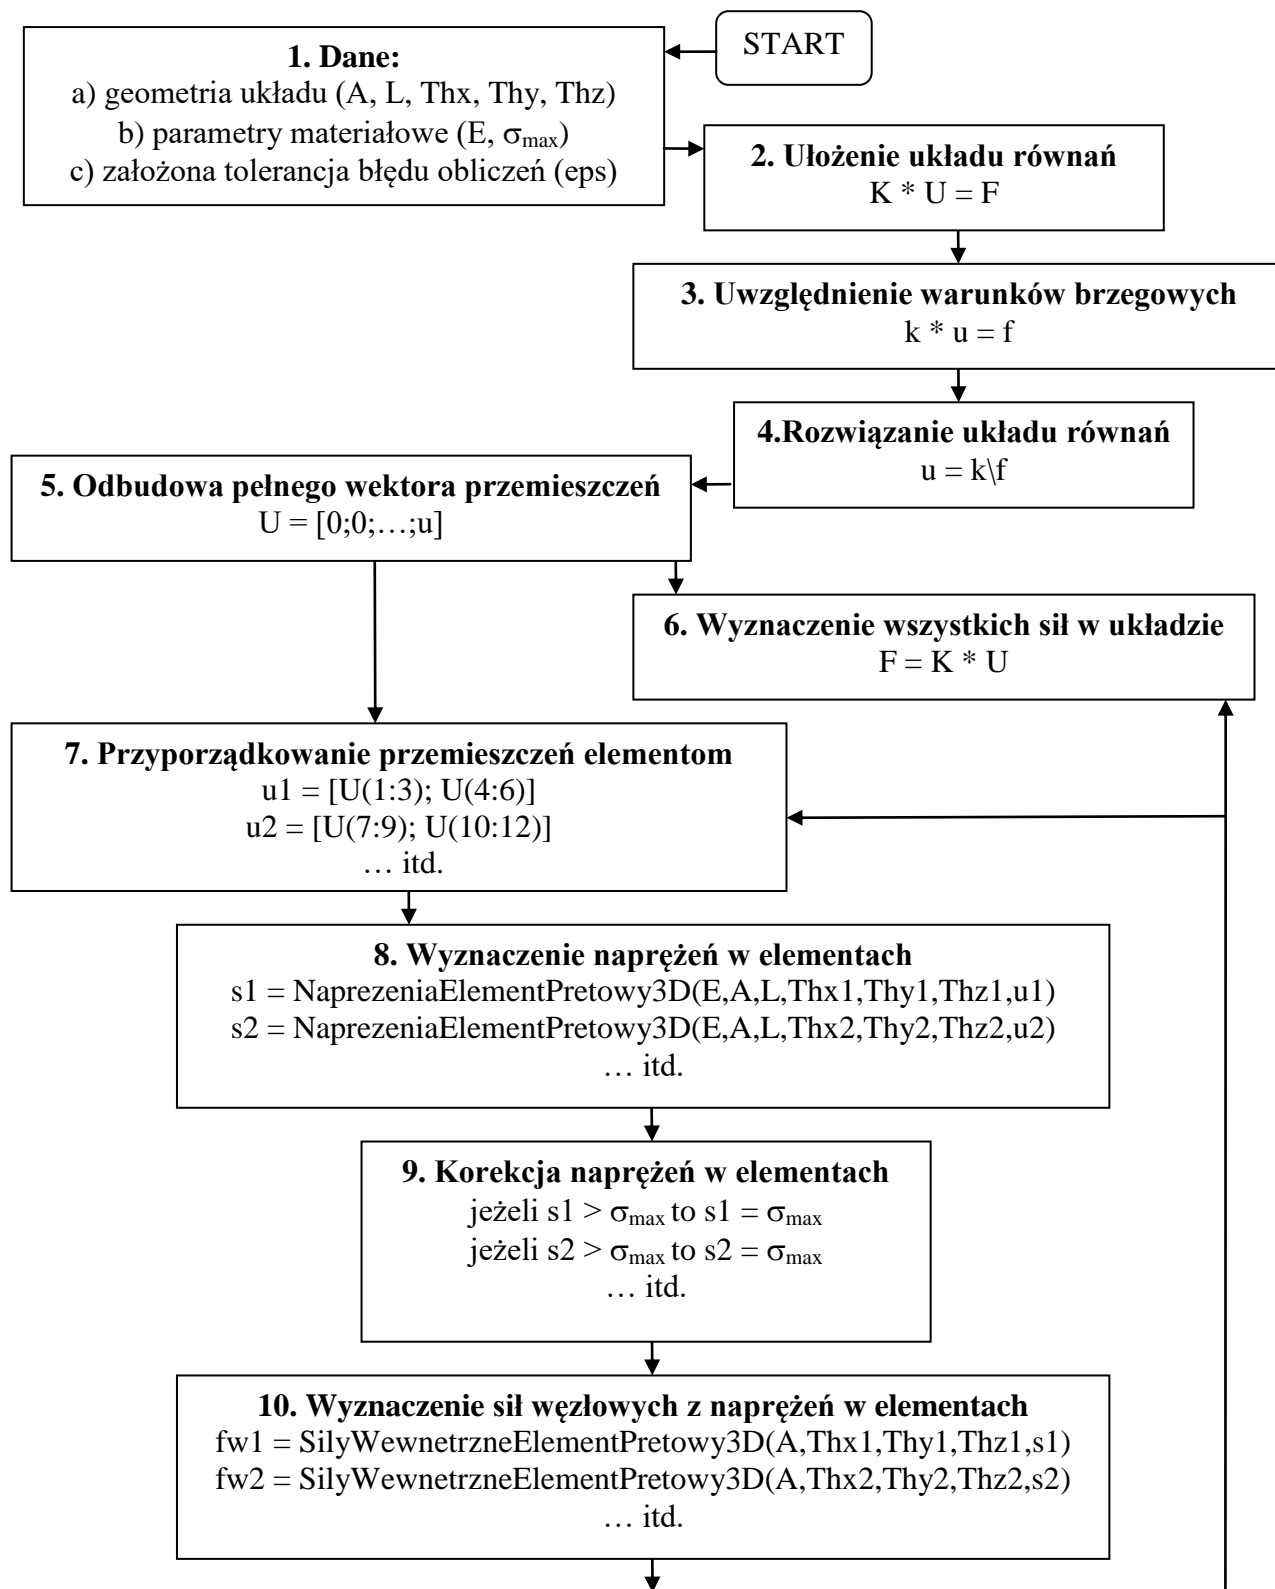 START
1. Dane:
a) geometria układu (A, L, Thx, Thy, Thz)
b) parametry materiałowe (E, σmax)
c) założona tolerancja błędu obliczeń (eps)
2. Ułożenie układu równań
K * U = F
3. Uwzględnienie warunków brzegowych
k * u = f
4.Rozwiązanie układu równań
u = k\f
5. Odbudowa pełnego wektora przemieszczeń
U = [0;0;…;u]
6. Wyznaczenie wszystkich sił w układzie
F = K * U
7. Przyporządkowanie przemieszczeń elementom
u1 = [U(1:3); U(4:6)]
u2 = [U(7:9); U(10:12)]
… itd.
8. Wyznaczenie naprężeń w elementach
s1 = NaprezeniaElementPretowy3D(E,A,L,Thx1,Thy1,Thz1,u1)
s2 = NaprezeniaElementPretowy3D(E,A,L,Thx2,Thy2,Thz2,u2)
… itd.
9. Korekcja naprężeń w elementach
jeżeli s1 > σmax to s1 = σmax
jeżeli s2 > σmax to s2 = σmax
… itd.
10. Wyznaczenie sił węzłowych z naprężeń w elementach
fw1 = SilyWewnetrzneElementPretowy3D(A,Thx1,Thy1,Thz1,s1)
fw2 = SilyWewnetrzneElementPretowy3D(A,Thx2,Thy2,Thz2,s2)
… itd.